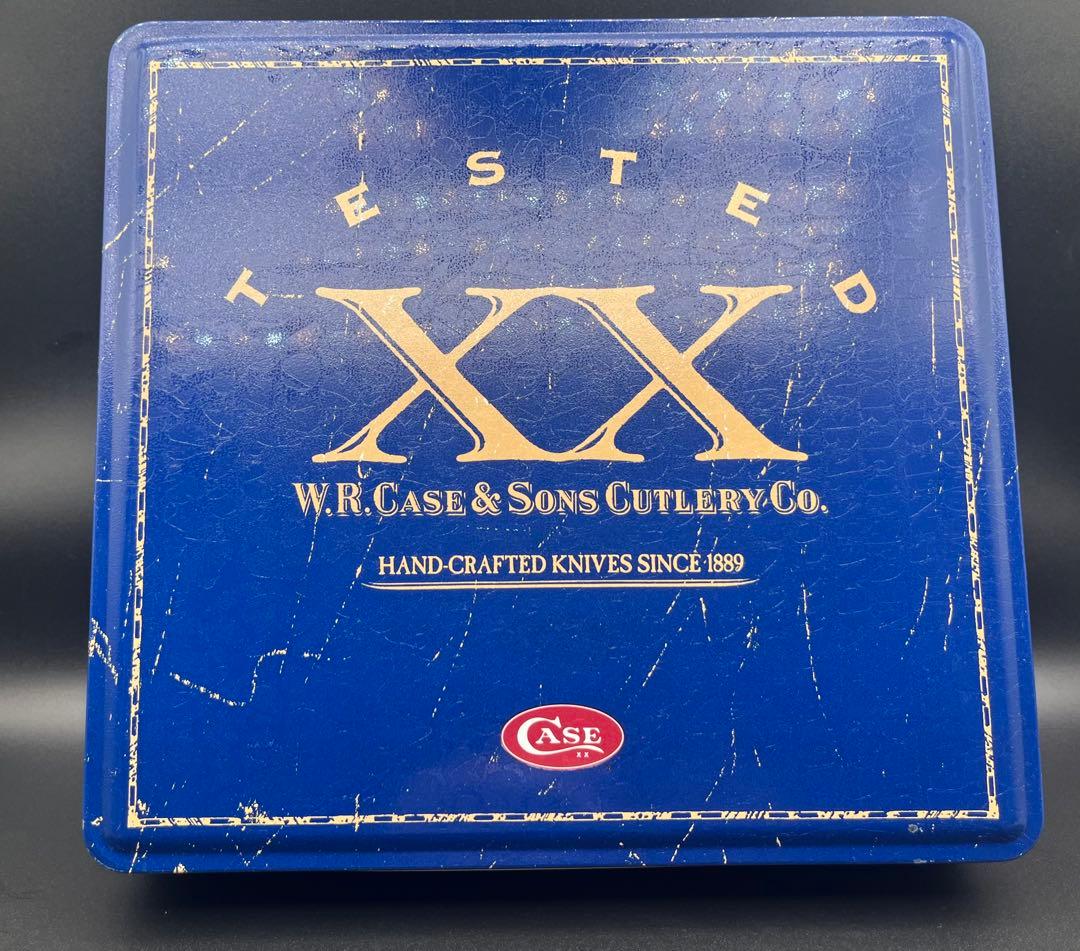 TESTED
XX
W.R. CASE & SONS CUTLERY CO.
HAND-CRAFTED KNIVES SINCE 1889
CASE
XX